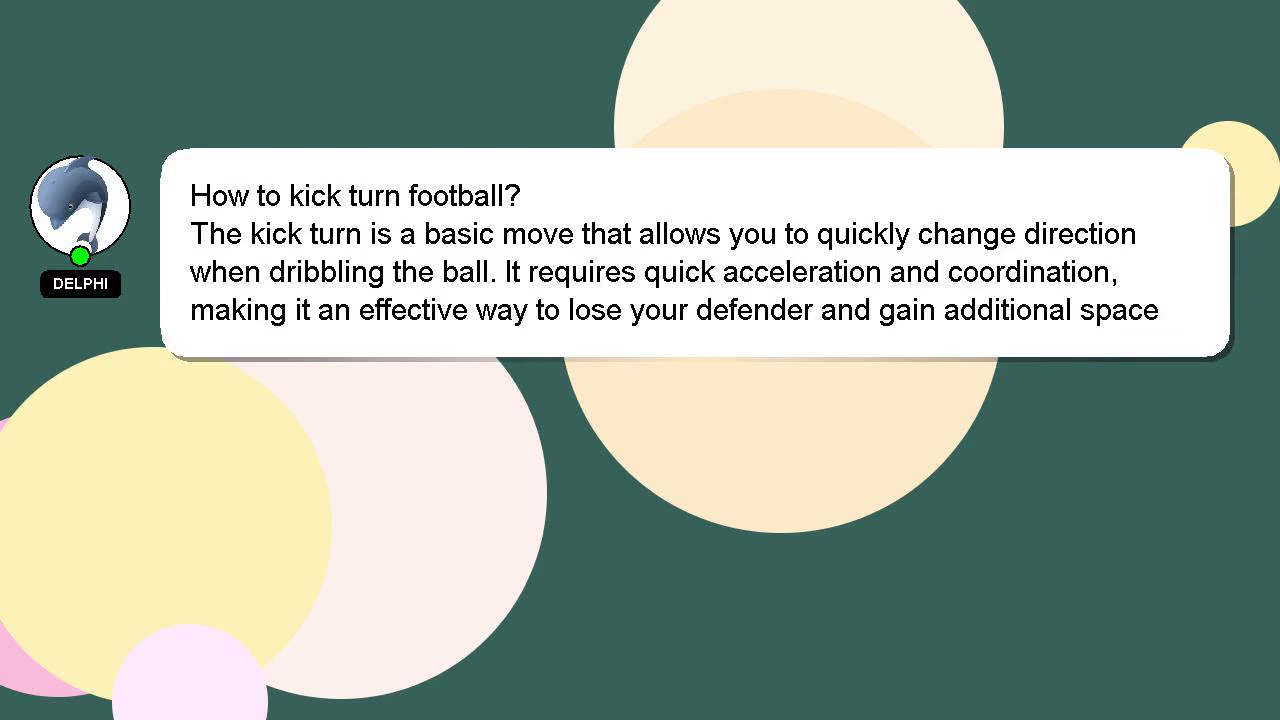 How to kick turn football?
The kick turn is a basic move that allows you to quickly change direction
when dribbling the ball. It requires quick acceleration and coordination,
making it an effective way to lose your defender and gain additional space
DELPHI